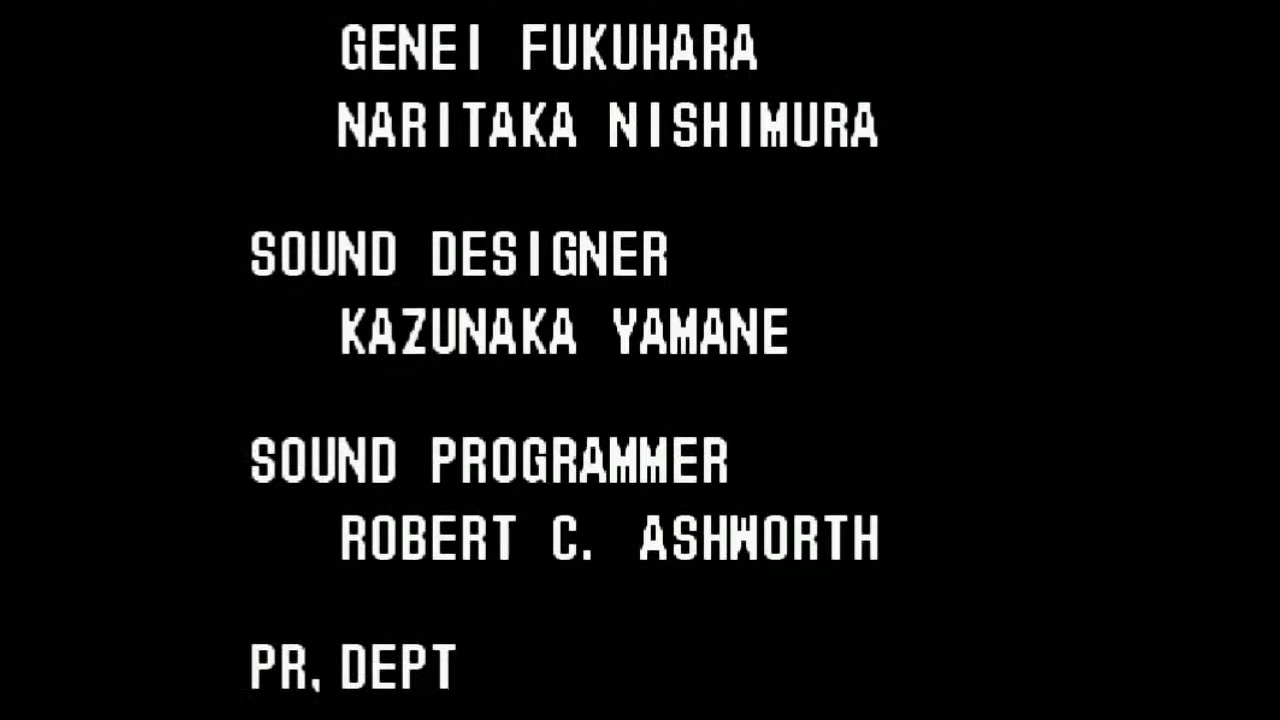 GENEI FUKUHARA
NARITAKA NISHIMURA
SOUND DESIGNER
KAZUNAKA YAMANE
SOUND PROGRAMMER
ROBERT C. ASHWORTH
PR, DEPT